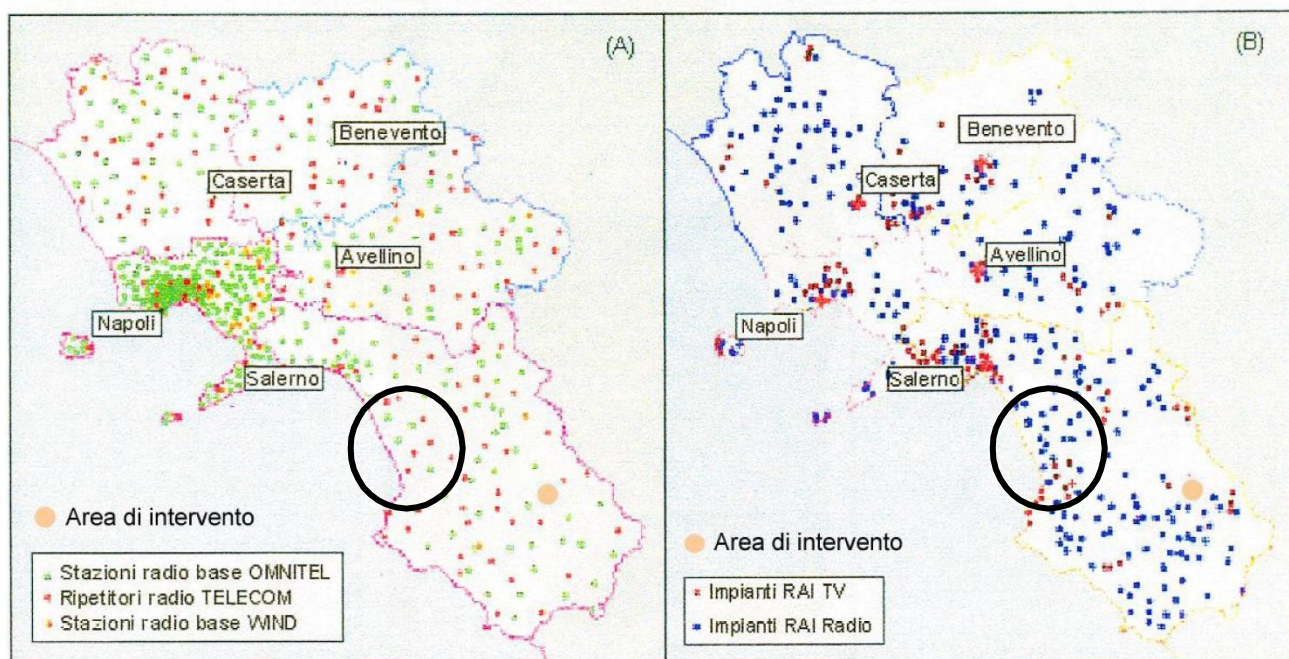 (A)
Benevento
Caserta
Avellino
Napoli
Salerno
Area di intervento
Stazioni radio base OMNITEL
Ripetitori radio TELECOM
Stazioni radio base WIND
(B)
Benevento
Caserta
Avellino
Napoli
Salerno
Area di intervento
Impianti RAI TV
Impianti RAI Radio